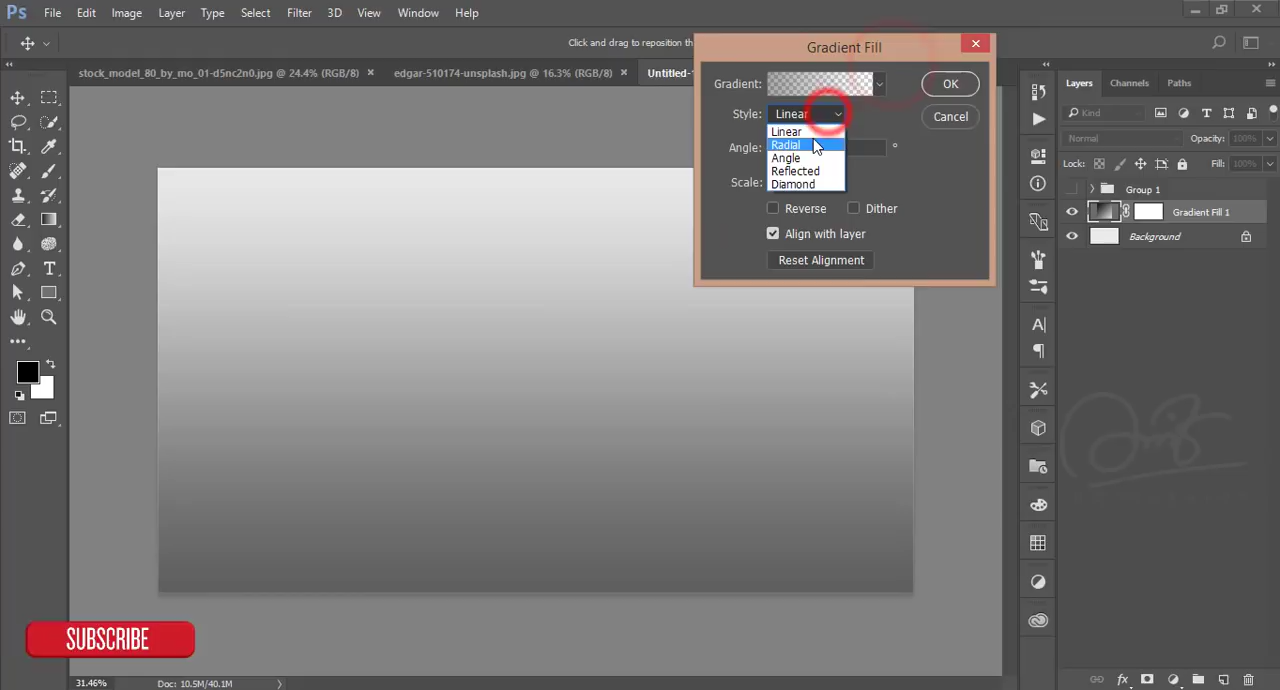 Ps File Edit Image Layer Type Select Filter 3D View Window Help
Click and drag to reposition th
stock_model_80_by_mo_01-d5nc2n0.jpg @ 24.4% (RGB/8) × edgar-510174-unsplash.jpg @ 16.3% (RGB/8) × Untitled-
Gradient Fill
Gradient:
OK
Style: Linear
Cancel
Linear
Radial
Angle
Reflected
Diamond
Angle: °
Scale:
Reverse Dither
Align with layer
Reset Alignment
Layers Channels Paths
Kind
Normal Opacity: 100%
Lock: Fill: 100%
Group 1
Gradient Fill 1
Background
SUBSCRIBE
31.46% Doc: 10.5M/40.1M